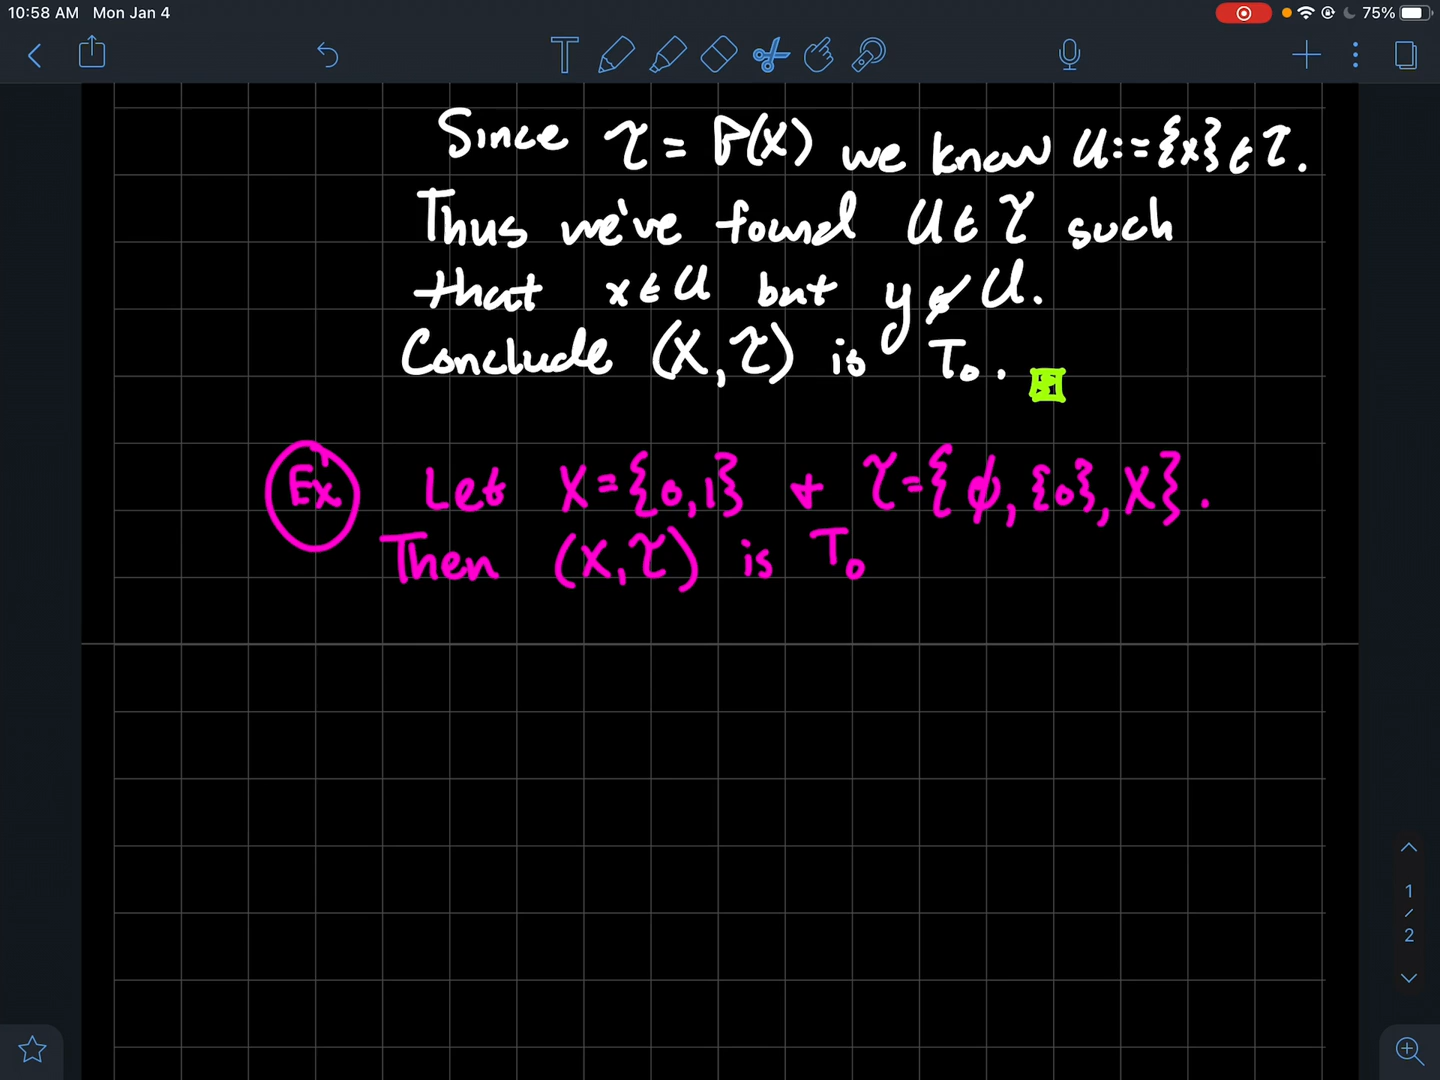 10:58 AM Mon Jan 4
75%
T
Since τ = P(X) we know U:={x} ∈ τ.
Thus we've found U ∈ τ such
that x ∈ U but y ∉ U.
Conclude (X, τ) is T₀.
Ex Let X = {0,1} + τ = {ϕ, {0}, X}.
Then (X, τ) is T₀
1
/
2